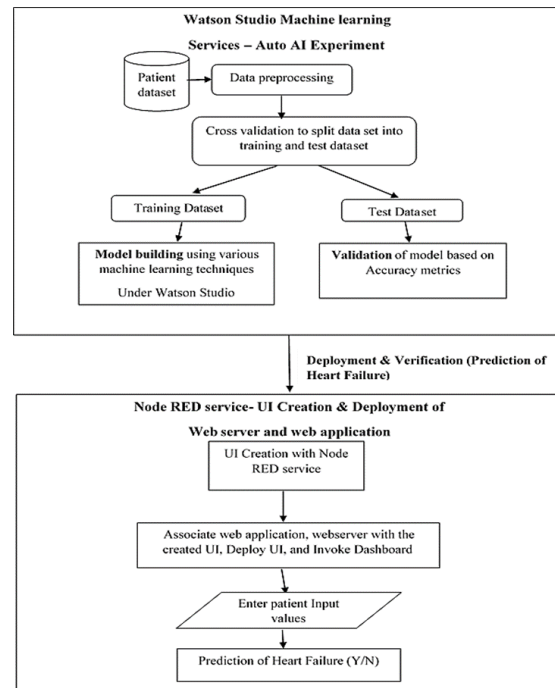 Watson Studio Machine learning
Services – Auto AI Experiment
Patient
dataset
Data preprocessing
Cross validation to split data set into
training and test dataset
Training Dataset
Test Dataset
Model building using various
machine learning techniques
Under Watson Studio
Validation of model based on
Accuracy metrics
Deployment & Verification (Prediction of
Heart Failure)
Node RED service- UI Creation & Deployment of
Web server and web application
UI Creation with Node
RED service
Associate web application, webserver with the
created UI, Deploy UI, and Invoke Dashboard
Enter patient Input
values
Prediction of Heart Failure (Y/N)